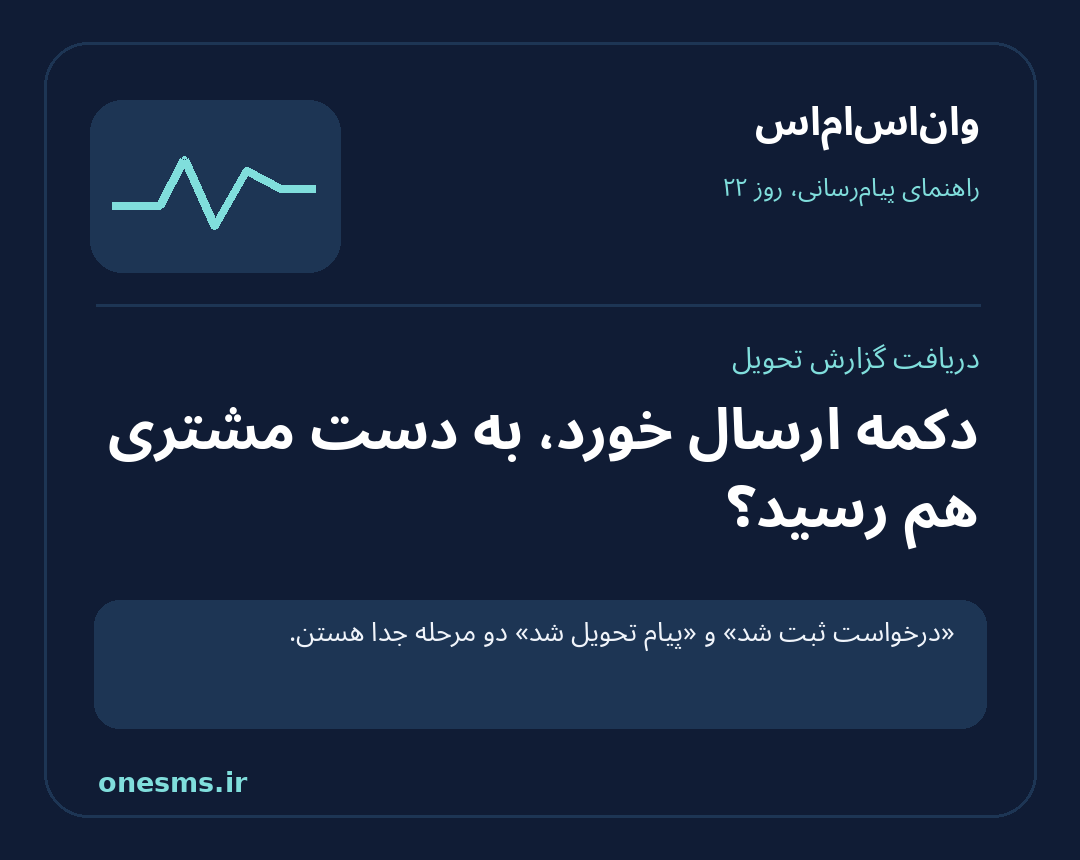 وان‌اس‌ام‌اس
راهنمای پیام‌رسانی، روز ۲۲
دریافت گزارش تحویل
دکمه ارسال خورد، به دست مشتری
هم رسید؟
«درخواست ثبت شد» و «پیام تحویل شد» دو مرحله جدا هستن.
onesms.ir